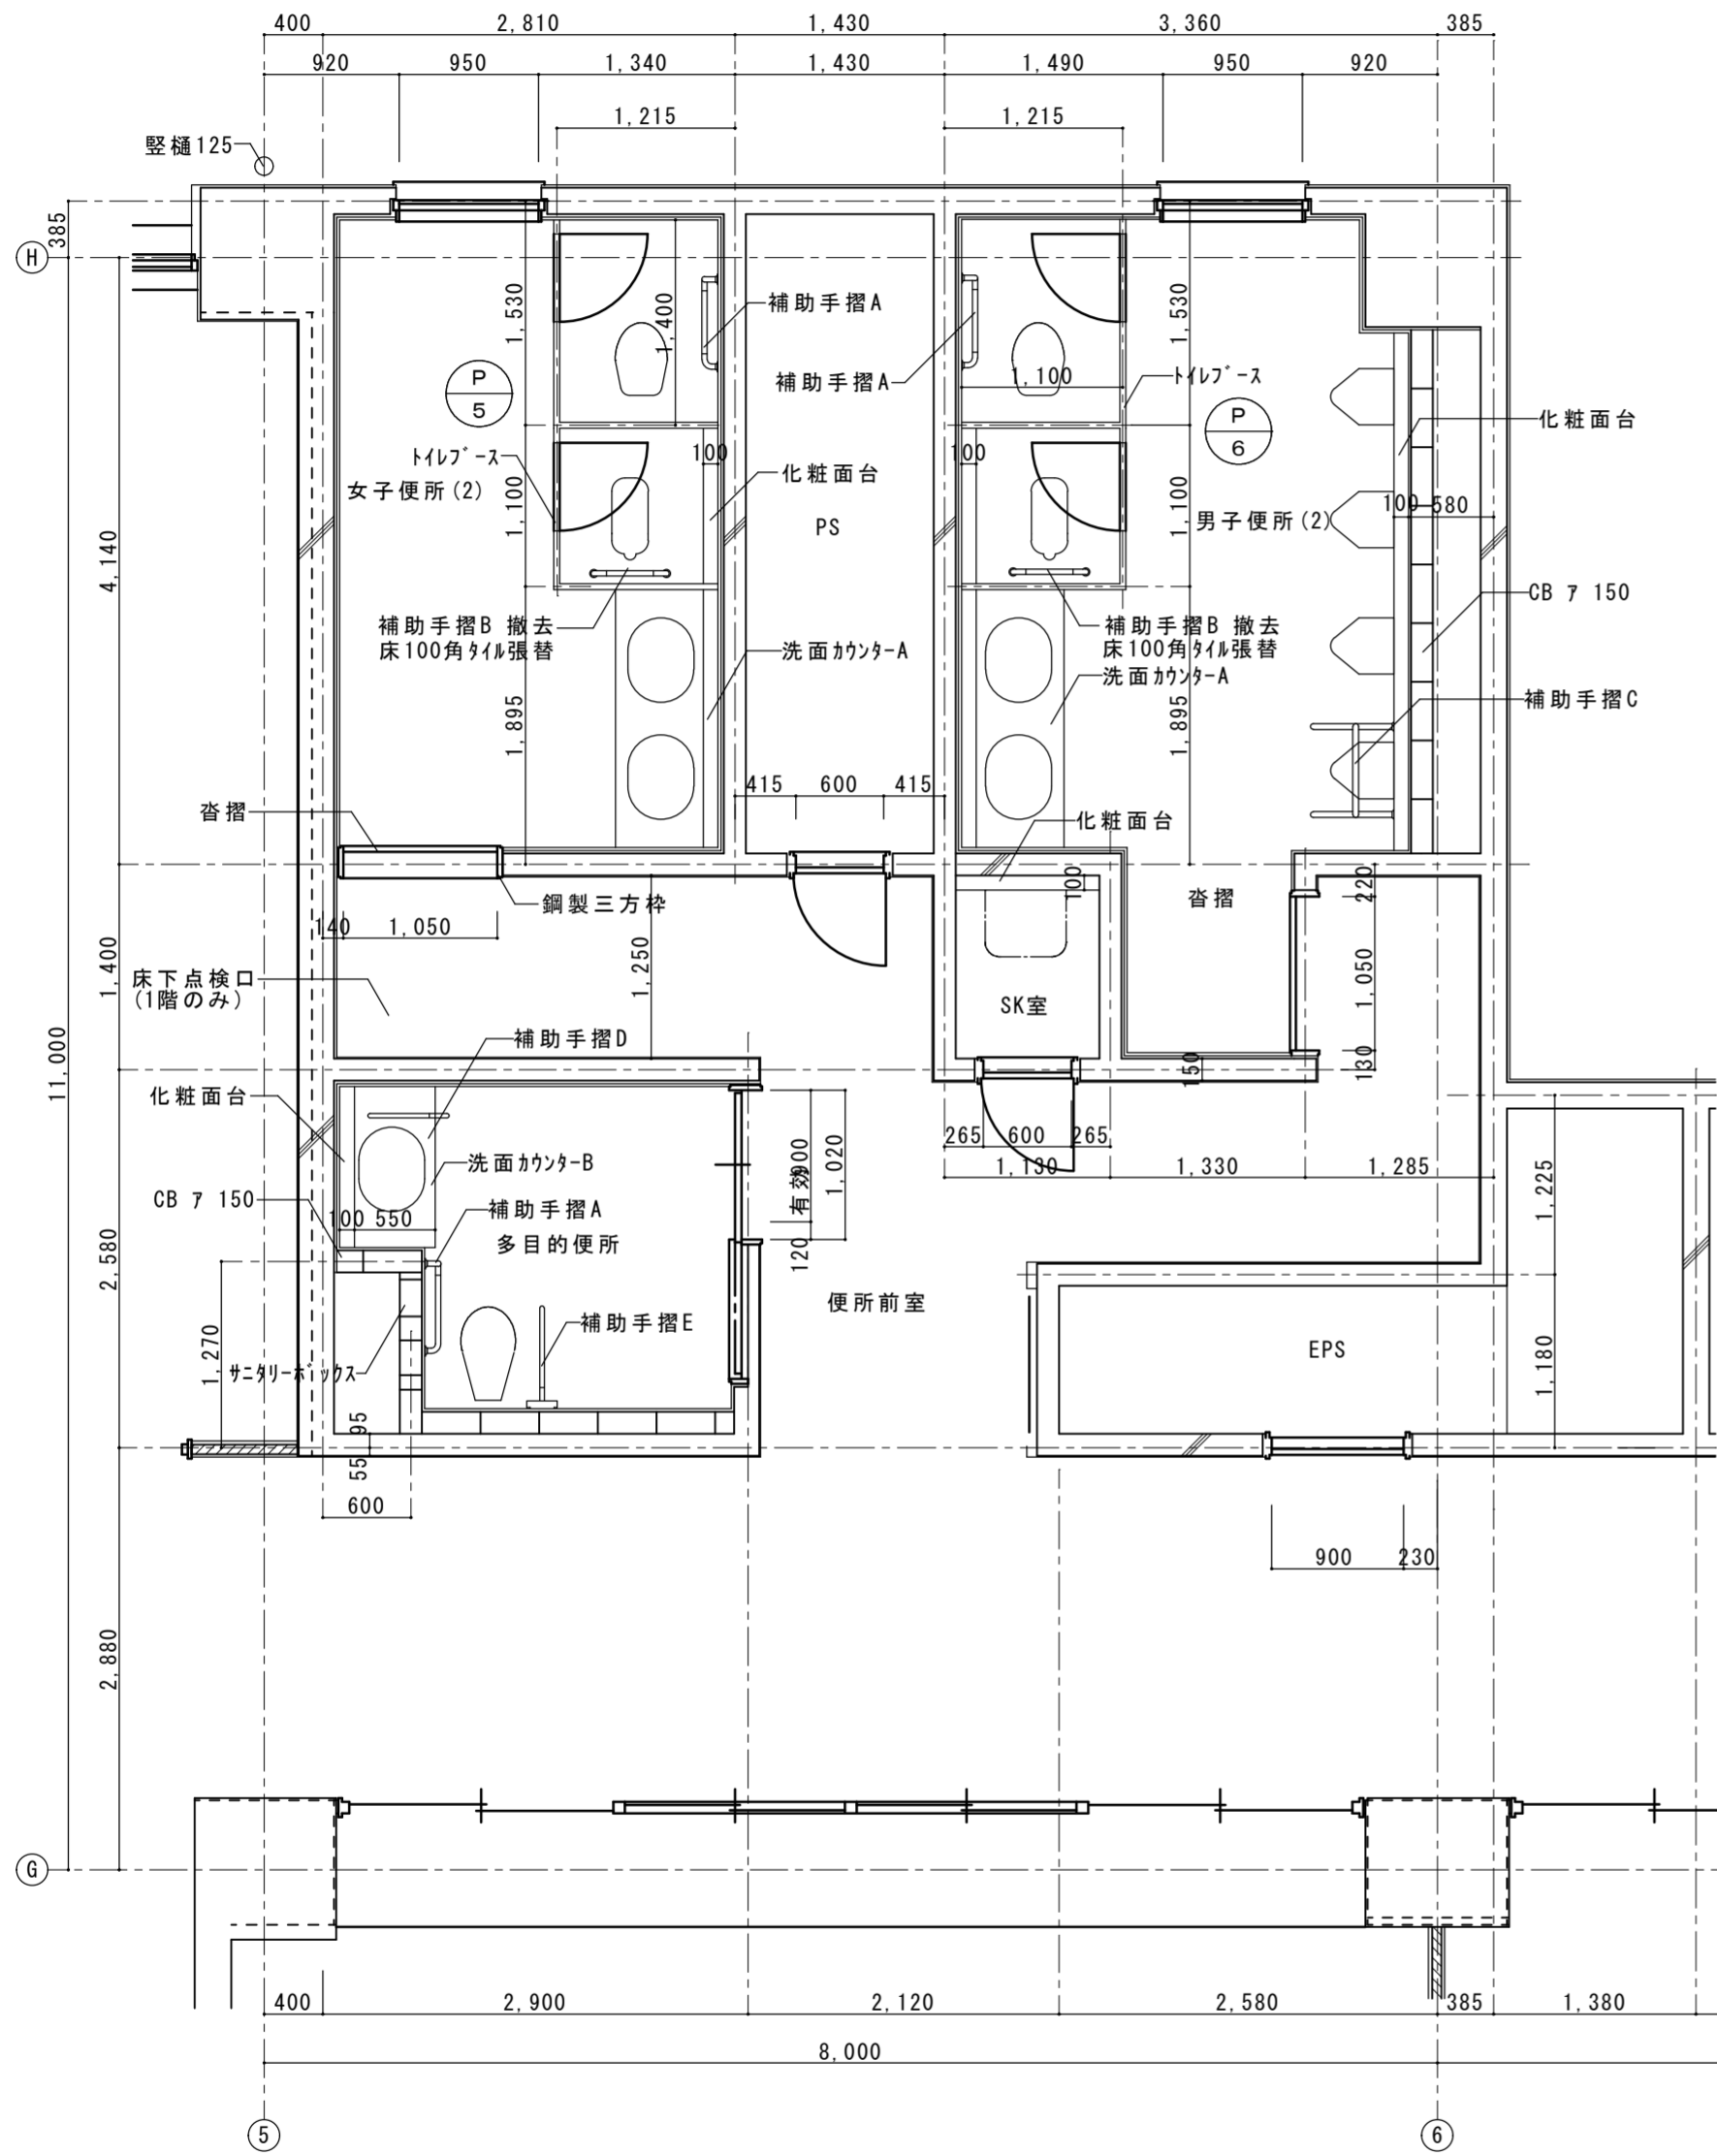 400 2,810 1,430 3,360 385
920 950 1,340 1,430 1,490 950 920
1,215 1,215
竪樋125
385
H
補助手摺A
1,530 1,400 1,530
補助手摺A
1,100
トイレブース
P
5
P
6
化粧面台
トイレブース
100
100
化粧面台
女子便所(2)
1,100
PS
1,100
男子便所(2)
100 580
4,140
CB ア 150
補助手摺B 撤去
床100角タイル張替
洗面カウンターA
補助手摺B 撤去
床100角タイル張替
洗面カウンターA
補助手摺C
1,895
1,895
415 600 415
沓摺
化粧面台
鋼製三方枠
100
沓摺
220
140 1,050
1,400
床下点検口
(1階のみ)
1,250
SK室
1,050
11,000
補助手摺D
150
130
化粧面台
洗面カウンターB
265 600 265
有効900
1,020
1,130 1,330 1,285
CB ア 150
100 550
補助手摺A
多目的便所
120
1,225
2,580
便所前室
補助手摺E
1,270
サニタリーボックス
EPS
1,180
95
55
600
900 230
2,880
G
400 2,900 2,120 2,580 385 1,380
8,000
5
6